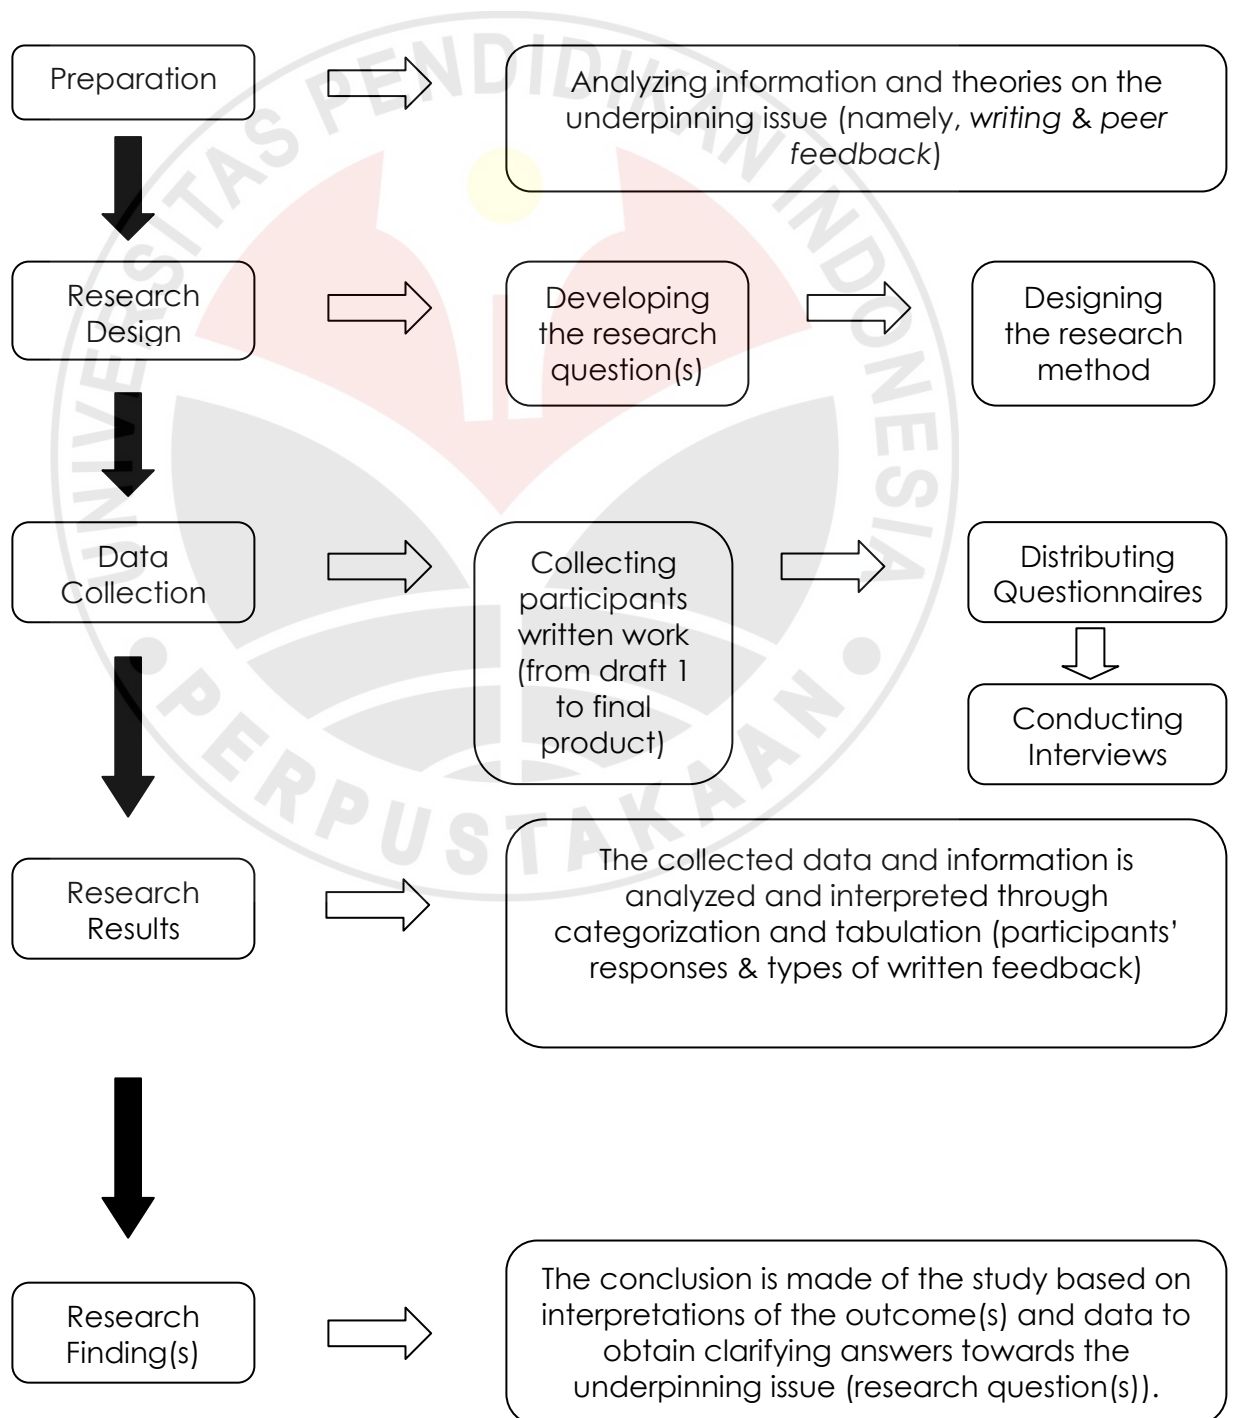 UNIVERSITAS PENDIDIKAN INDONESIA
PERPUSTAKAAN
Preparation
Analyzing information and theories on the
underpinning issue (namely, writing & peer
feedback)
Research
Design
Developing
the research
question(s)
Designing
the research
method
Data
Collection
Collecting
participants
written work
(from draft 1
to final
product)
Distributing
Questionnaires
Conducting
Interviews
Research
Results
The collected data and information is
analyzed and interpreted through
categorization and tabulation (participants’
responses & types of written feedback)
Research
Finding(s)
The conclusion is made of the study based on
interpretations of the outcome(s) and data to
obtain clarifying answers towards the
underpinning issue (research question(s)).